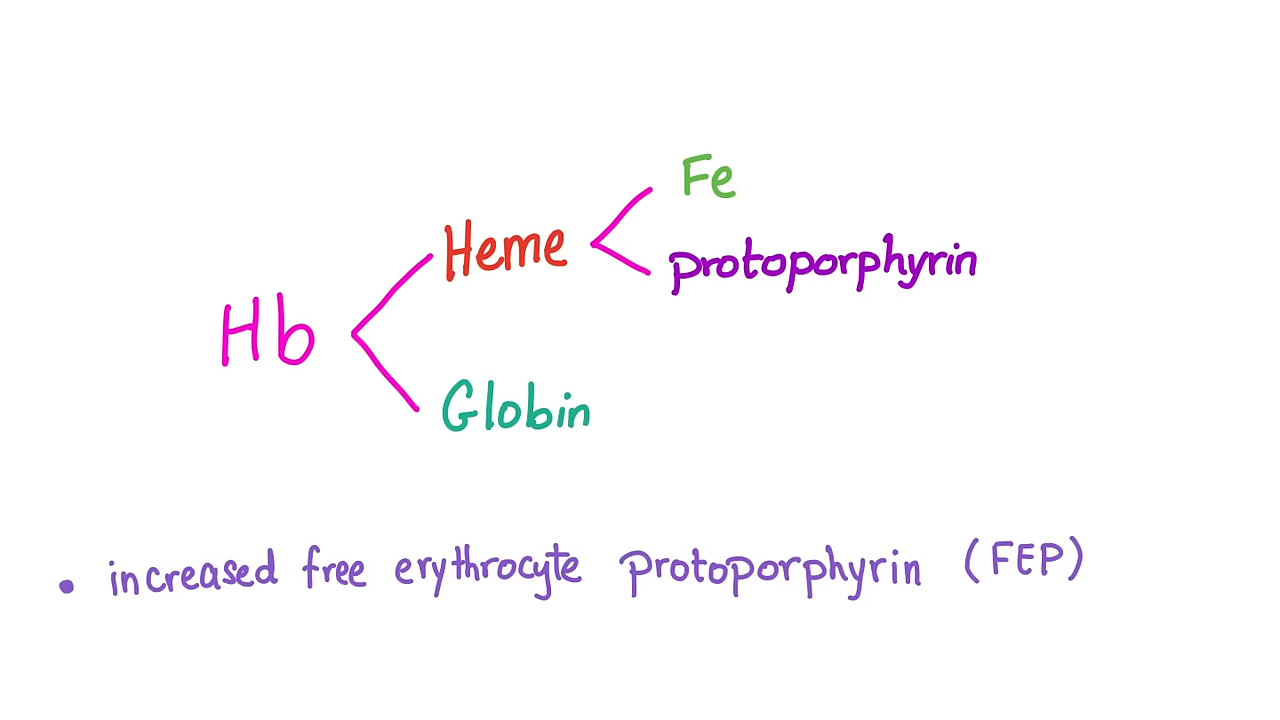 Fe
Heme
protoporphyrin
Hb
Globin
• increased free erythrocyte protoporphyrin (FEP)